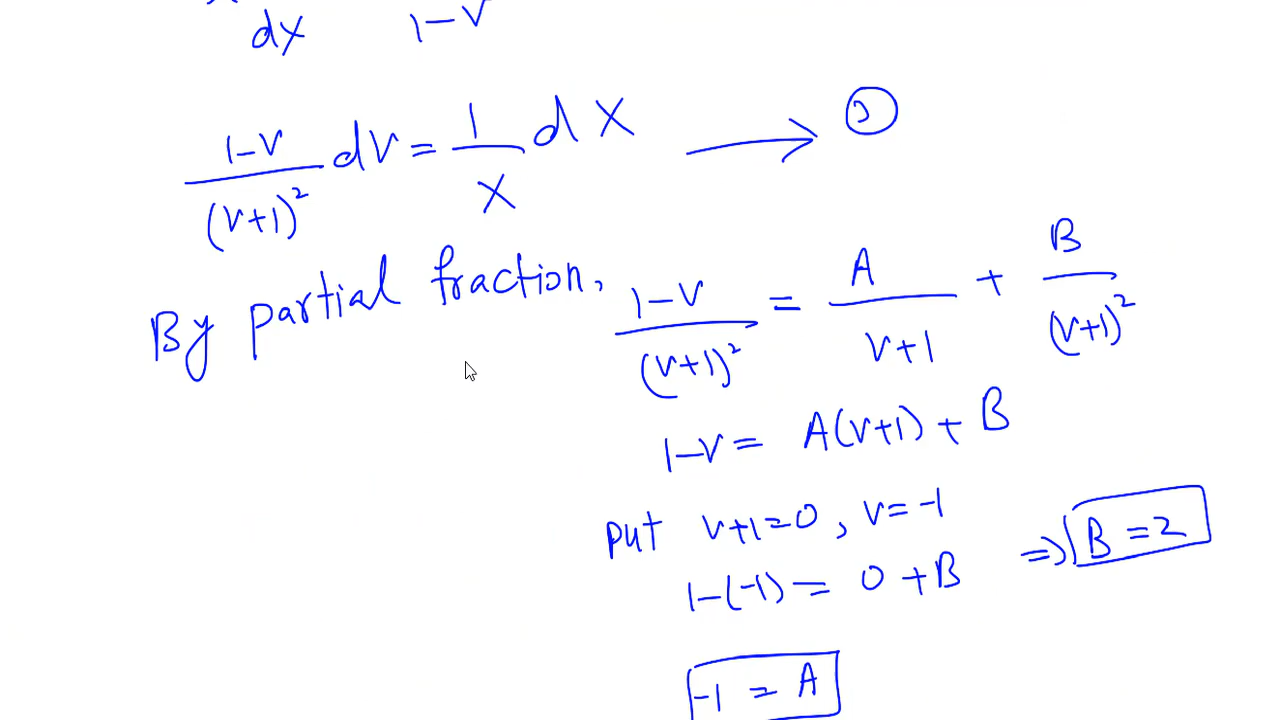 dx 1-V
1-V/(V+1)² dV = 1/X dX ⟶
By partial fraction, 1-V/(V+1)² = A/V+1 + B/(V+1)²
1-V = A(V+1) + B
put V+1=0, V=-1
1-(-1) = 0+B ⇒ B=2
-1 = A